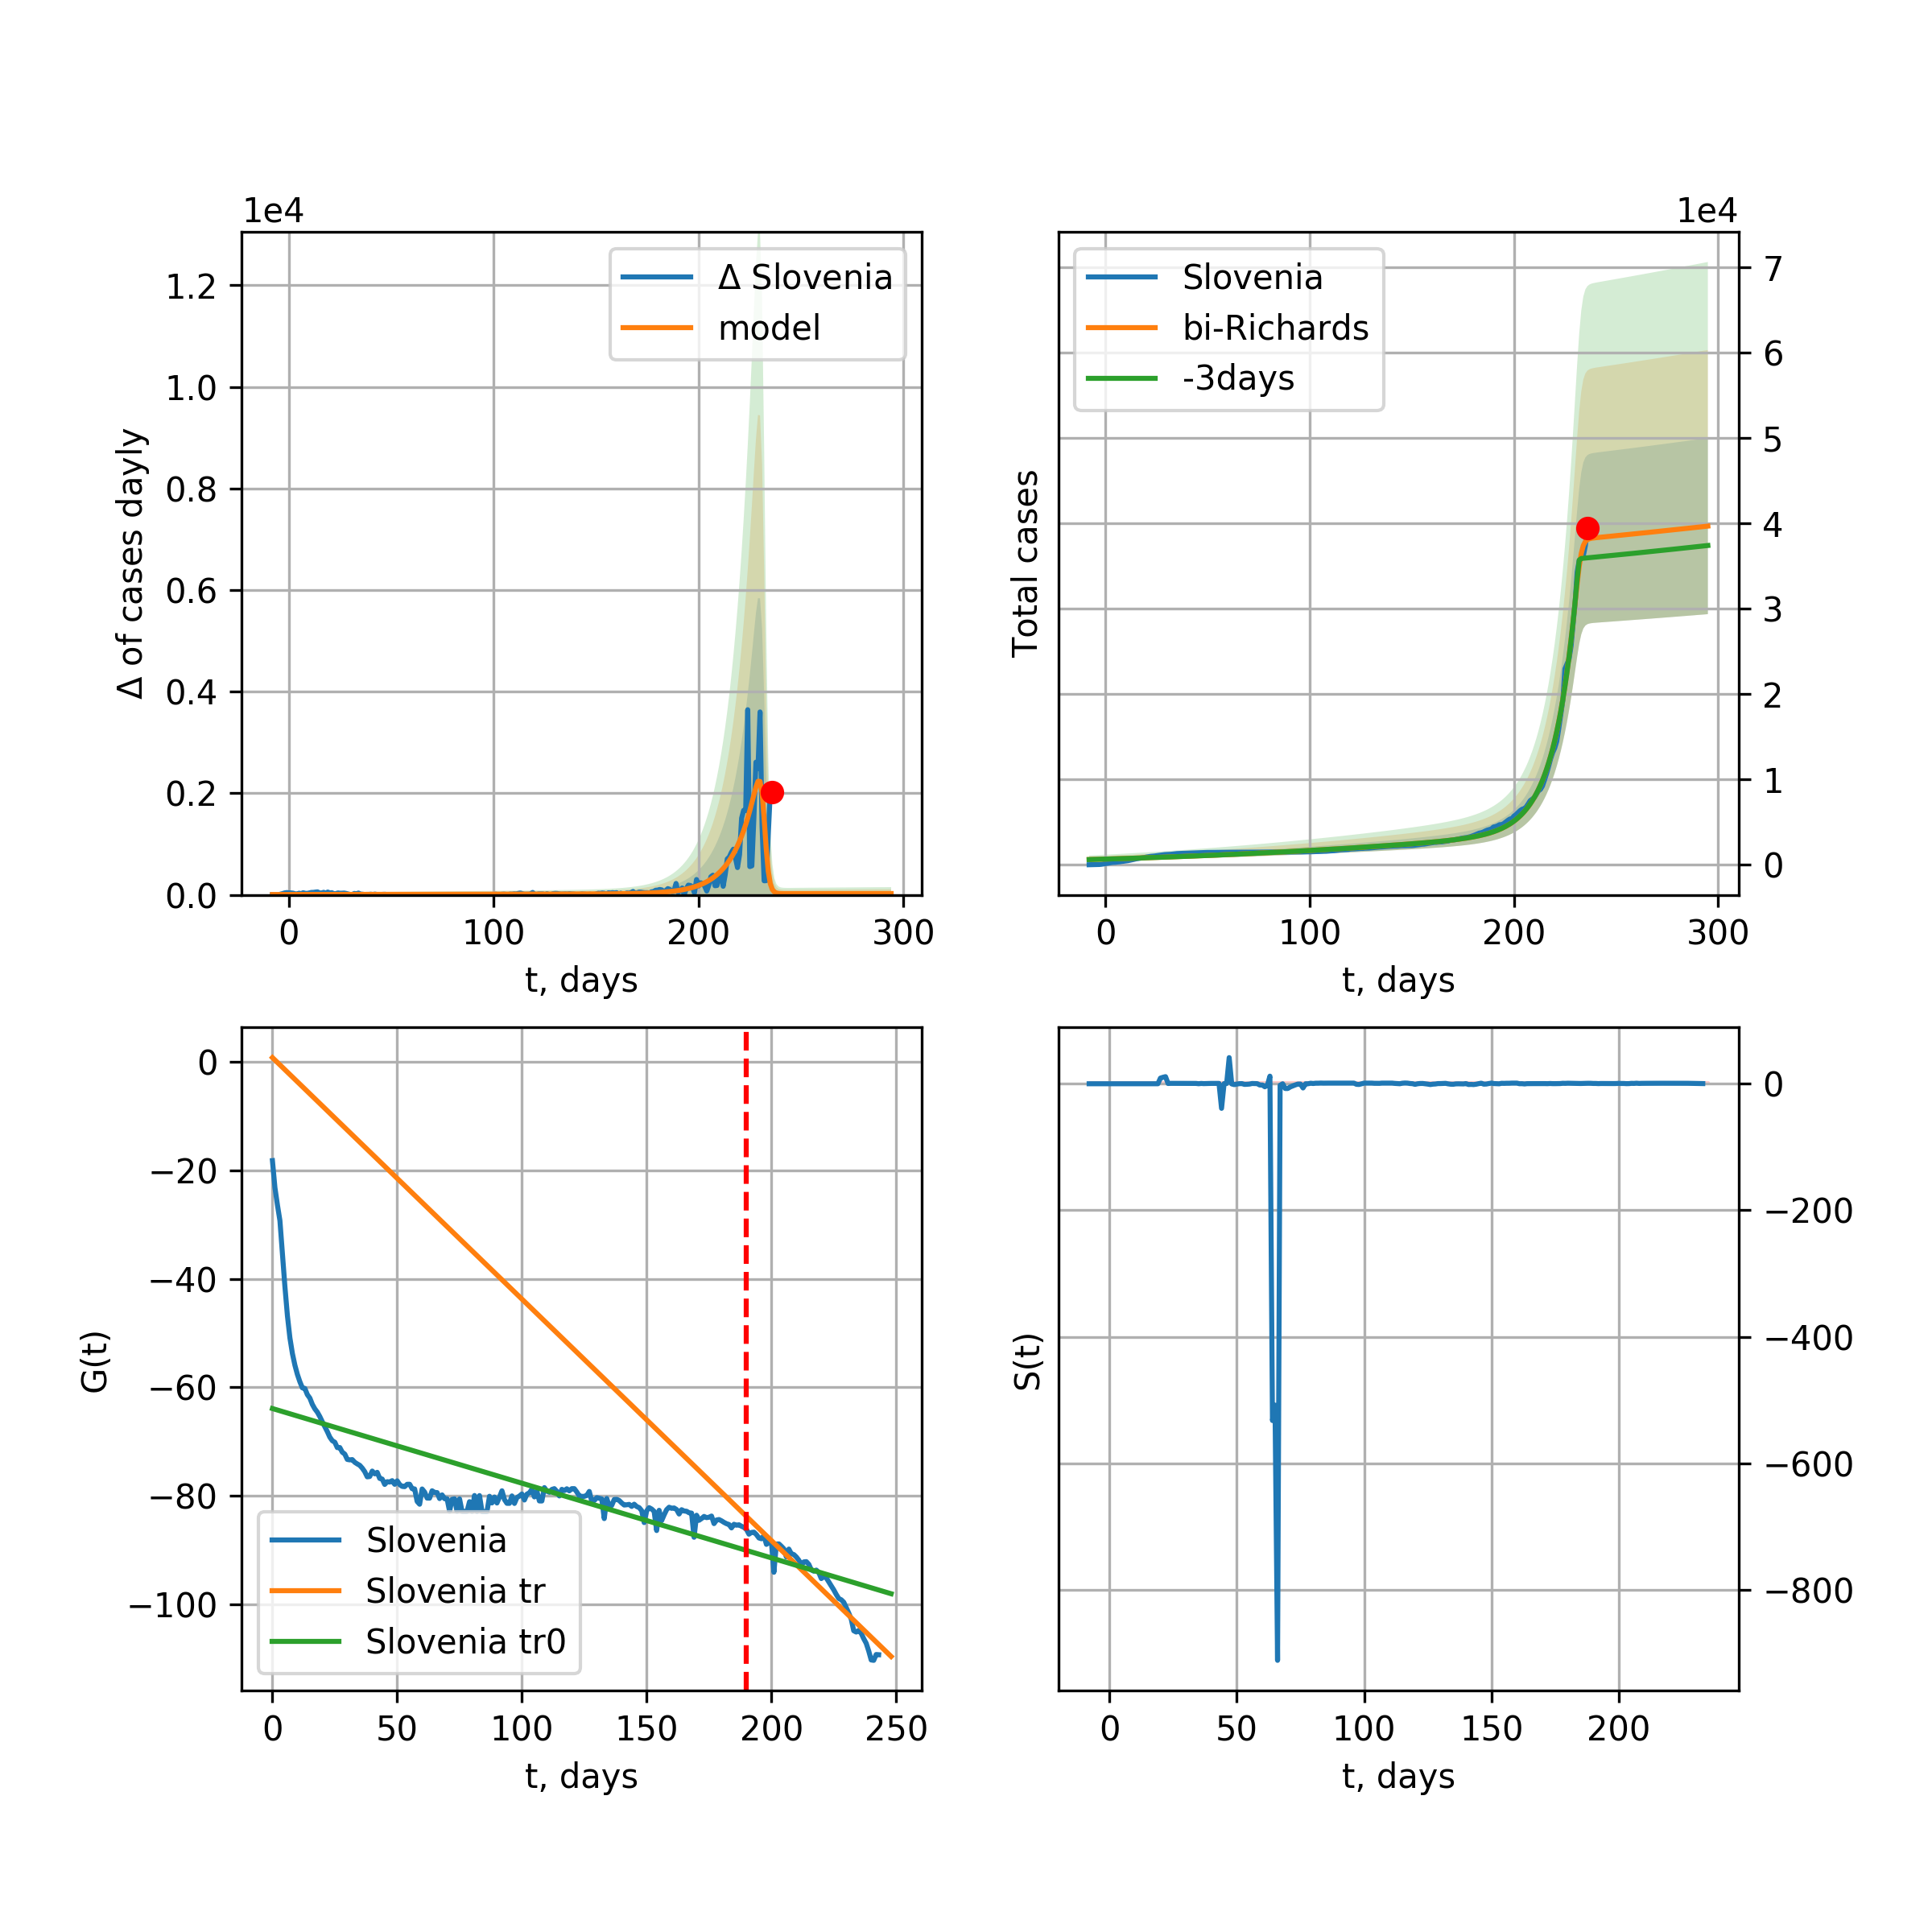 1e4
Δ of cases dayly
1.2
1.0
0.8
0.6
0.4
0.2
0.0
Δ Slovenia
model
0 100 200 300
t, days
1e4
Total cases
Slovenia
bi-Richards
-3days
7
6
5
4
3
2
1
0
0 100 200 300
t, days
G(t)
0
−20
−40
−60
−80
−100
Slovenia
Slovenia tr
Slovenia tr0
0 50 100 150 200 250
t, days
S(t)
0
−200
−400
−600
−800
0 50 100 150 200
t, days